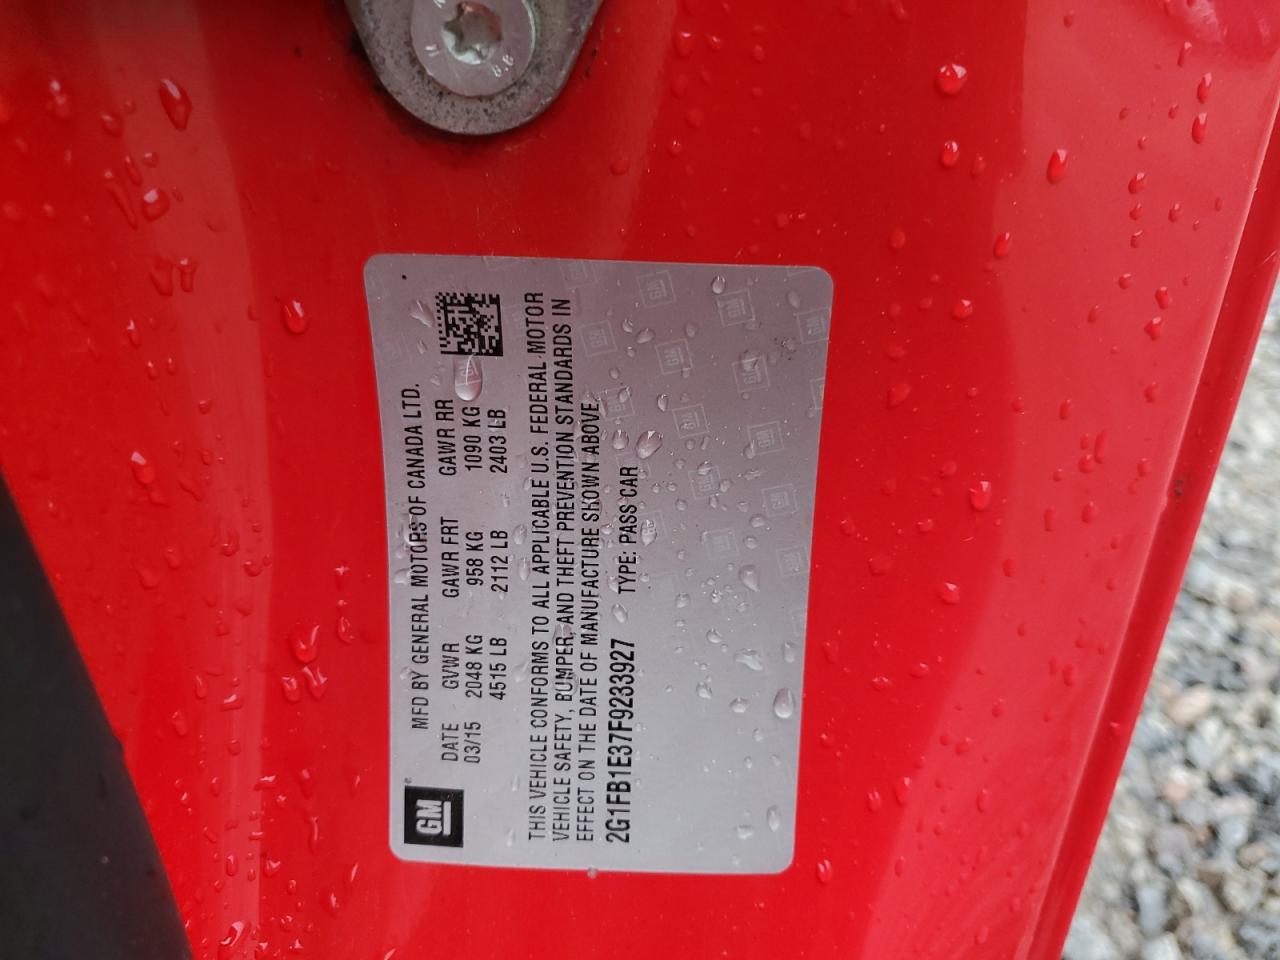 GM
MFD BY GENERAL MOTORS OF CANADA LTD.
DATE GVWR GAWR FRT GAWR RR
03/15 2048 KG 958 KG 1090 KG
4515 LB 2112 LB 2403 LB
THIS VEHICLE CONFORMS TO ALL APPLICABLE U.S. FEDERAL MOTOR
VEHICLE SAFETY, BUMPER, AND THEFT PREVENTION STANDARDS IN
EFFECT ON THE DATE OF MANUFACTURE SHOWN ABOVE.
2G1FB1E37F9233927 TYPE: PASS CAR
8.8